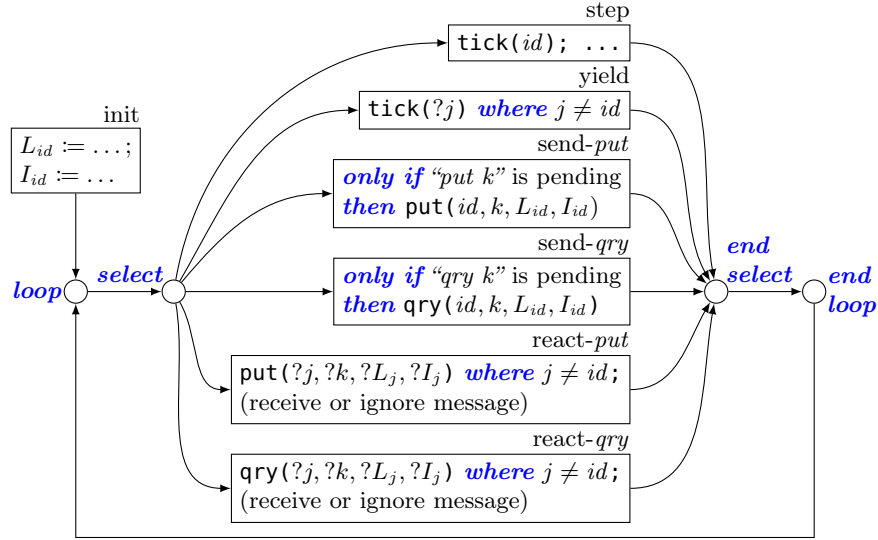 step
tick(id); ...
yield
tick(?j) where j ≠ id
init
L_id := ...;
I_id := ...
send-put
only if “put k” is pending
then put(id, k, L_id, I_id)
send-qry
only if “qry k” is pending
then qry(id, k, L_id, I_id)
loop
select
end
select
end
loop
react-put
put(?j, ?k, ?L_j, ?I_j) where j ≠ id;
(receive or ignore message)
react-qry
qry(?j, ?k, ?L_j, ?I_j) where j ≠ id;
(receive or ignore message)